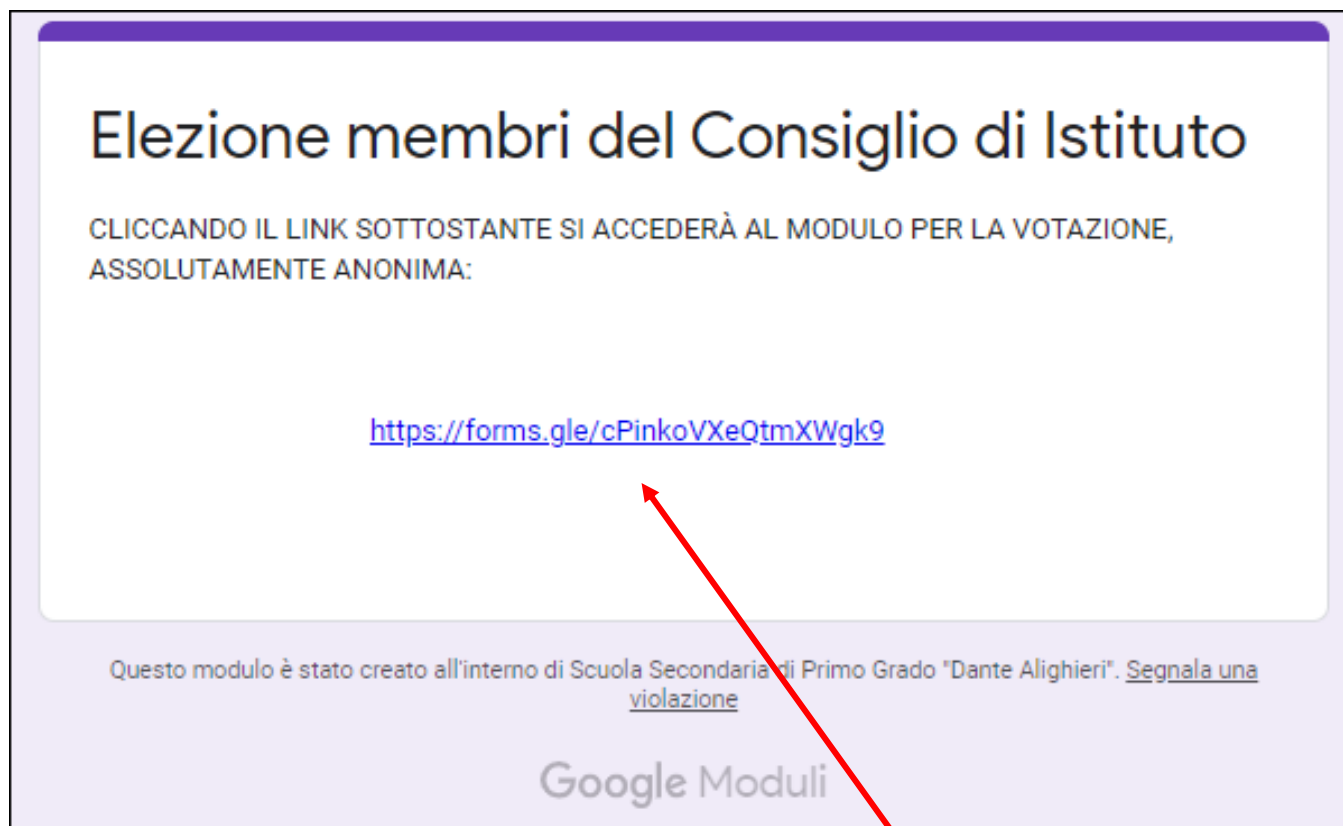 Elezione membri del Consiglio di Istituto
CLICCANDO IL LINK SOTTOSTANTE SI ACCEDERÀ AL MODULO PER LA VOTAZIONE,
ASSOLUTAMENTE ANONIMA:
https://forms.gle/cPinkoVXeQtmXWgk9
Questo modulo è stato creato all'interno di Scuola Secondaria di Primo Grado "Dante Alighieri". Segnala una
violazione
Google Moduli